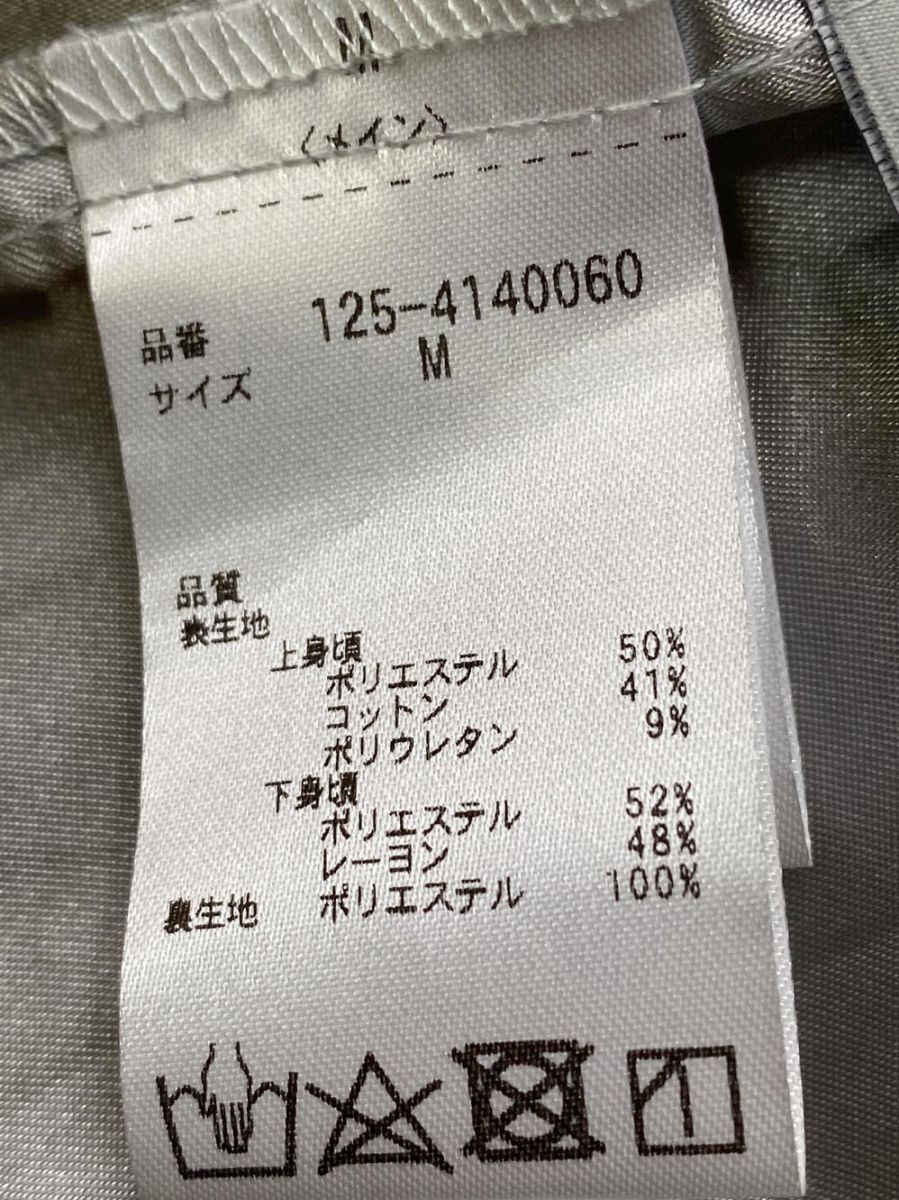 M
〈メイン〉
品番 125-4140060
サイズ M
品質
表生地
上身頃
ポリエステル 50%
コットン 41%
ポリウレタン 9%
下身頃
ポリエステル 52%
レーヨン 48%
裏生地 ポリエステル 100%